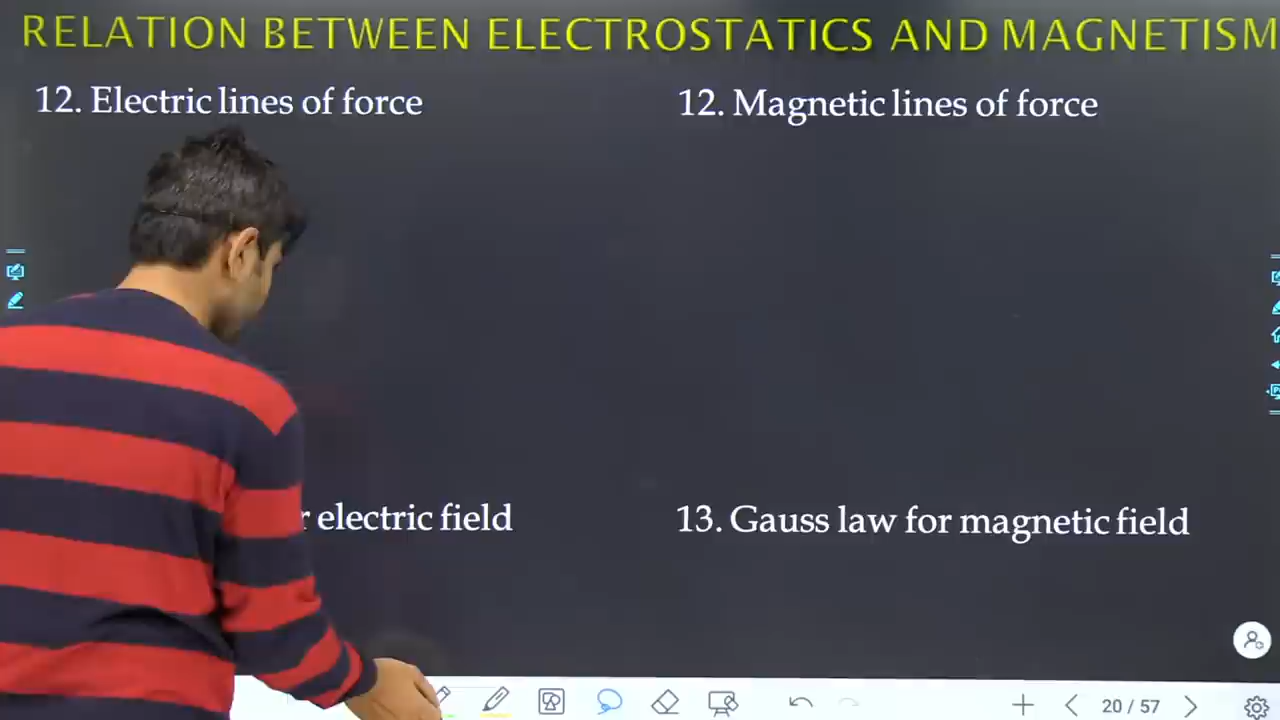 RELATION BETWEEN ELECTROSTATICS AND MAGNETISM
12. Electric lines of force
12. Magnetic lines of force
electric field
13. Gauss law for magnetic field
20 / 57